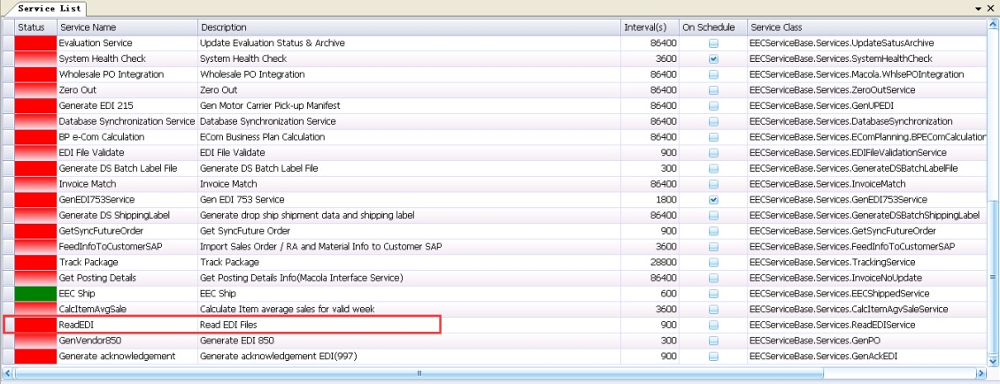 Service List
Status Service Name Description Interval(s) On Schedule Service Class
Evaluation Service Update Evaluation Status & Archive 86400 EECServiceBase.Services.UpdateSatusArchive
System Health Check System Health Check 3600 EECServiceBase.Services.SystemHealthCheck
Wholesale PO Integration Wholesale PO Integration 86400 EECServiceBase.Services.Macola.WhlsePOIntegration
Zero Out Zero Out 86400 EECServiceBase.Services.ZeroOutService
Generate EDI 215 Gen Motor Carrier Pick-up Manifest 86400 EECServiceBase.Services.GenUPEDI
Database Synchronization Service Database Synchronization Service 86400 EECServiceBase.Services.DatabaseSynchronization
BP e-Com Calculation ECom Business Plan Calculation 86400 EECServiceBase.Services.EComPlanning.BPEComCalculation
EDI File Validate EDI File Validate 900 EECServiceBase.Services.EDIFileValidationService
Generate DS Batch Label File Generate DS Batch Label File 300 EECServiceBase.Services.GenerateDSBatchLabelFile
Invoice Match Invoice Match 86400 EECServiceBase.Services.InvoiceMatch
GenEDI753Service Gen EDI 753 Service 1800 EECServiceBase.Services.GenEDI753Service
Generate DS ShippingLabel Generate drop ship shipment data and shipping label 86400 EECServiceBase.Services.GenerateDSBatchShippingLabel
GetSyncFutureOrder Get SyncFuture Order 900 EECServiceBase.Services.GetSyncFutureOrder
FeedInfoToCustomerSAP Import Sales Order / RA and Material Info to Customer SAP 3600 EECServiceBase.Services.FeedInfoToCustomerSAP
Track Package Track Package 28800 EECServiceBase.Services.TrackingService
Get Posting Details Get Posting Details Info(Macola Interface Service) 86400 EECServiceBase.Services.InvoiceNoUpdate
EEC Ship EEC Ship 600 EECServiceBase.Services.EECShippedService
CalcItemAvgSale Calculate Item average sales for valid week 3600 EECServiceBase.Services.CalcItemAgvSaleService
ReadEDI Read EDI Files 900 EECServiceBase.Services.ReadEDIService
GenVendor850 Generate EDI 850 300 EECServiceBase.Services.GenPO
Generate acknowledgement Generate acknowledgement EDI(997) 900 EECServiceBase.Services.GenAckEDI